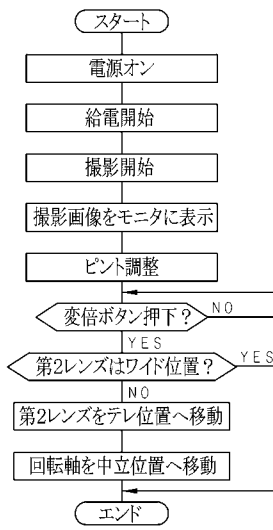 スタート
電源オン
給電開始
撮影開始
撮影画像をモニタに表示
ピント調整
変倍ボタン押下？ NO
YES
第2レンズはワイド位置？ YES
NO
第2レンズをテレ位置へ移動
回転軸を中立位置へ移動
エンド